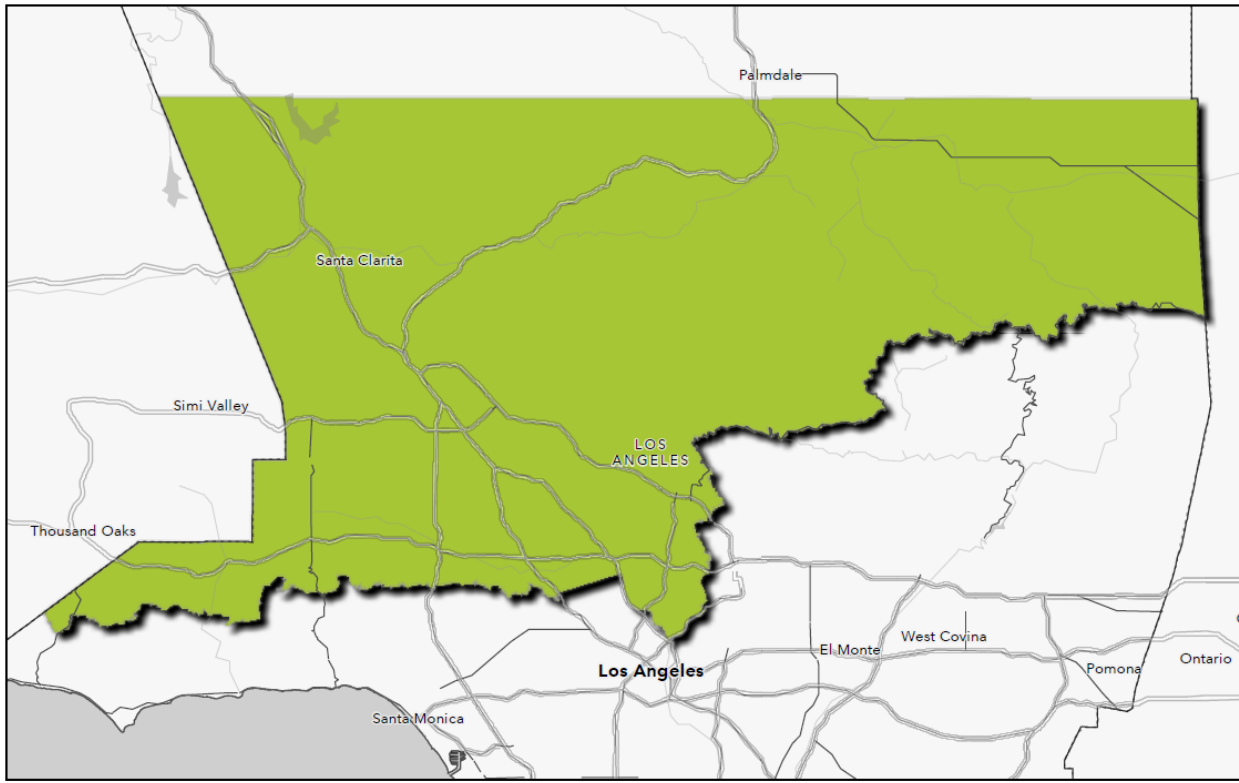 Palmdale
Santa Clarita
Simi Valley
LOS
ANGELES
Thousand Oaks
West Covina
El Monte
Ontario
Pomona
Los Angeles
Santa Monica